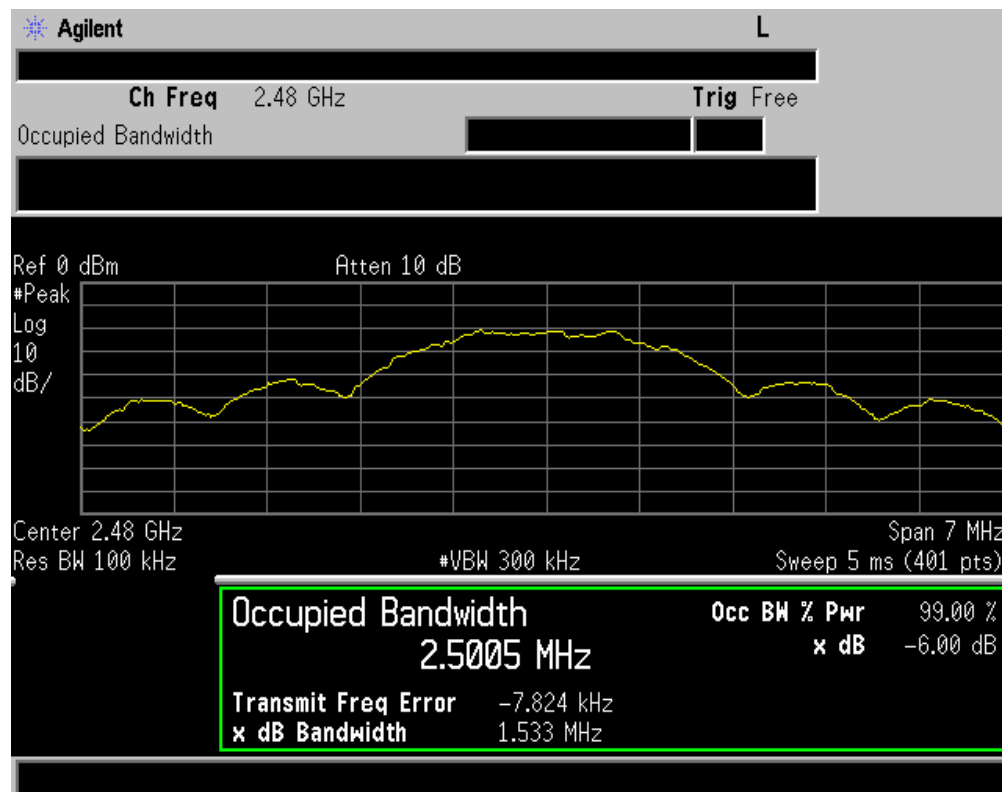 Agilent L
Ch Freq 2.48 GHz Trig Free
Occupied Bandwidth
Ref 0 dBm Atten 10 dB
#Peak
Log
10
dB/
Center 2.48 GHz Span 7 MHz
Res BW 100 kHz #VBW 300 kHz Sweep 5 ms (401 pts)
Occupied Bandwidth Occ BW % Pwr 99.00 %
2.5005 MHz x dB -6.00 dB
Transmit Freq Error -7.824 kHz
x dB Bandwidth 1.533 MHz